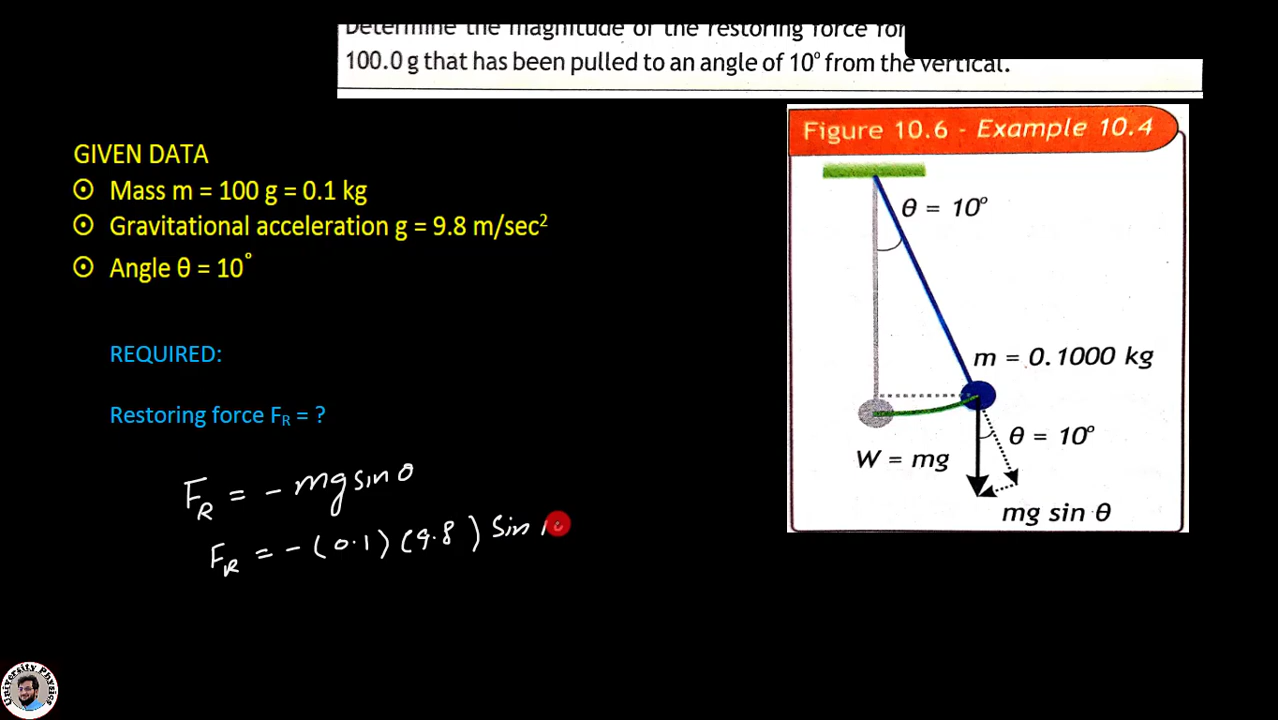 Determine the magnitude of the restoring force for
100.0 g that has been pulled to an angle of 10° from the vertical.
Figure 10.6 - Example 10.4
GIVEN DATA
⊙ Mass m = 100 g = 0.1 kg
⊙ Gravitational acceleration g = 9.8 m/sec²
⊙ Angle θ = 10°
θ = 10°
REQUIRED:
m = 0.1000 kg
Restoring force F_R = ?
θ = 10°
W = mg
mg sin θ
F_R = - mg sin θ
F_R = - (0.1) (9.8) Sin 1
University Physics